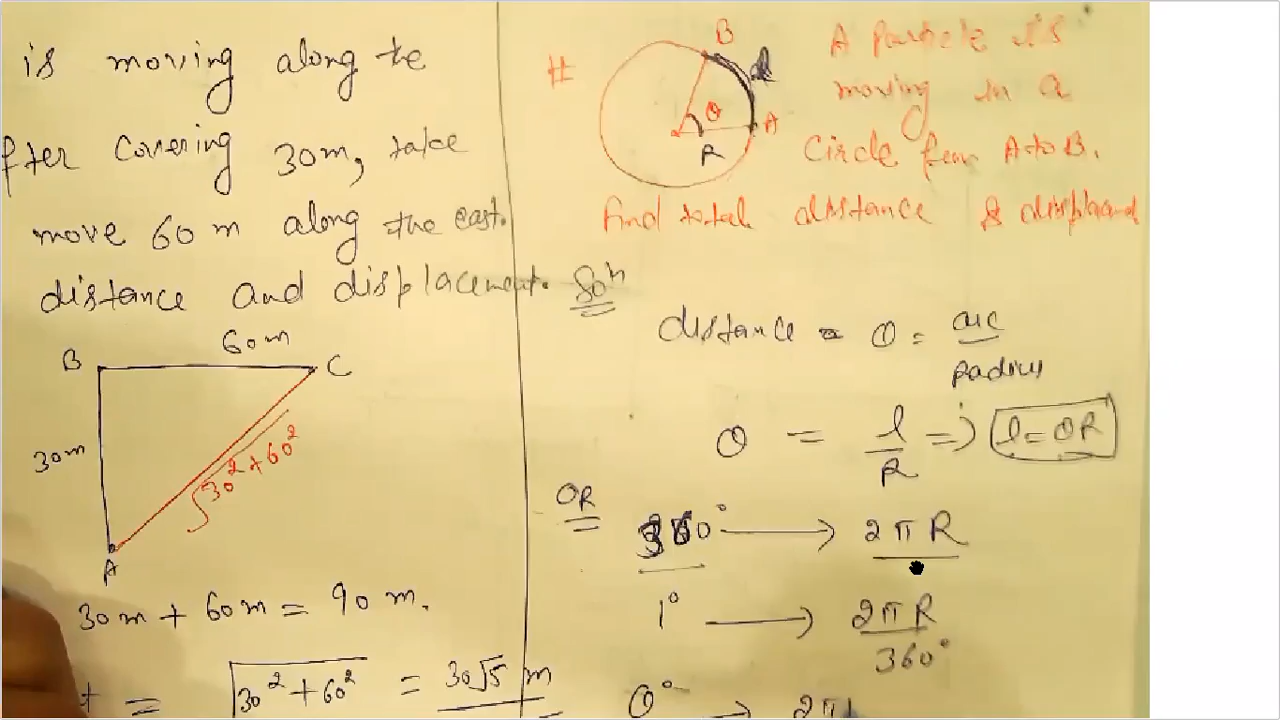 is moving along the
fter covering 30m, take
move 60 m along the east.
distance and displacement.
60m
B
C
30m
√30²+60²
A
30m + 60m = 90 m.
t = √30²+60² = 30√5 m
#
B
θ
A
R
A Particle is
moving in a
Circle from A to B.
find total distance & displacement
Solⁿ
distance = θ = arc
radius
θ = l/R => l = θR
OR
360° → 2πR
1° → 2πR
360°
θ° →